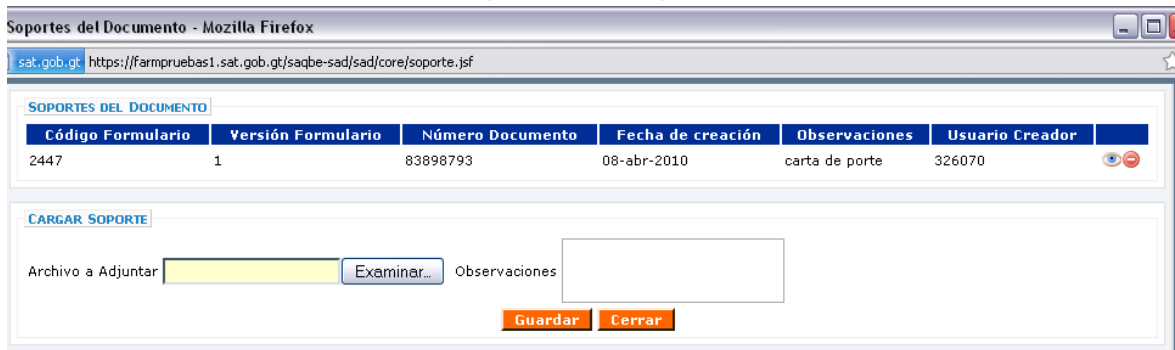 Soportes del Documento - Mozilla Firefox
sat.gob.gt https://farmpruebas1.sat.gob.gt/saqbe-sad/sad/core/soporte.jsf
SOPORTES DEL DOCUMENTO
Código Formulario Versión Formulario Número Documento Fecha de creación Observaciones Usuario Creador
2447 1 83898793 08-abr-2010 carta de porte 326070
CARGAR SOPORTE
Archivo a Adjuntar Examinar... Observaciones
Guardar Cerrar